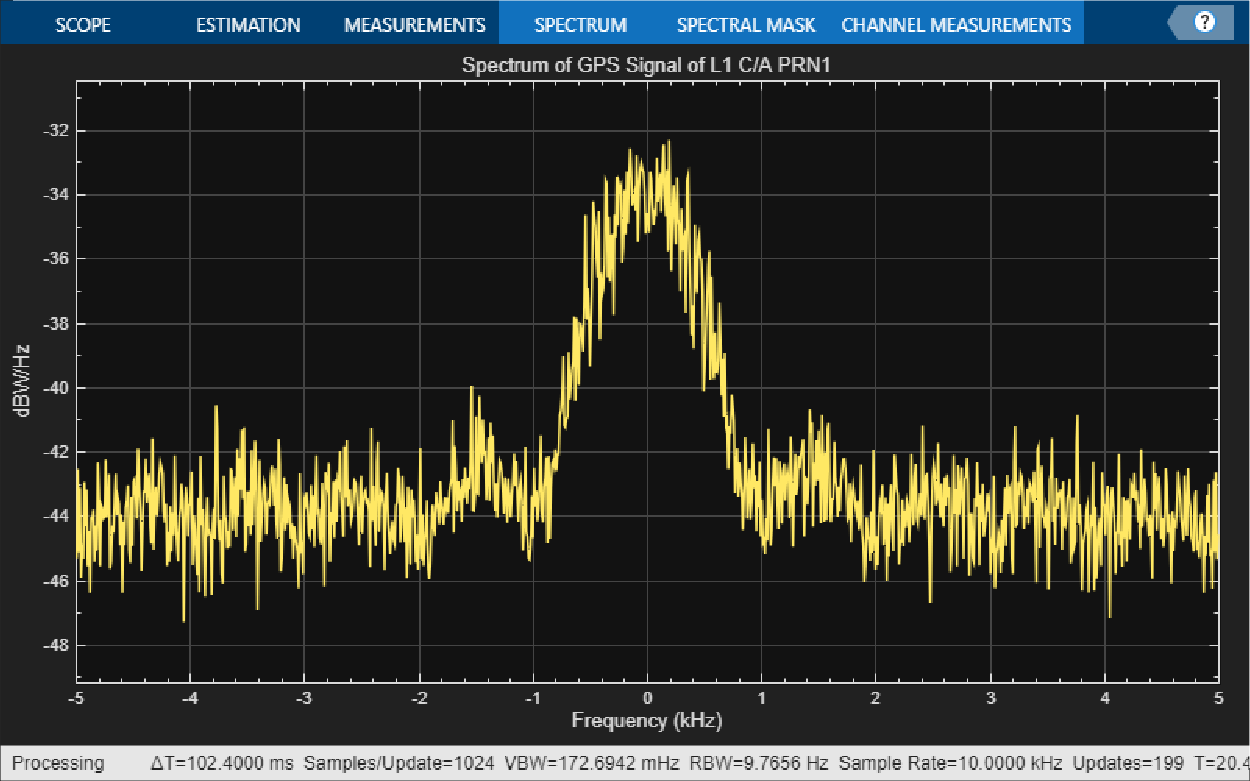 SCOPE ESTIMATION MEASUREMENTS SPECTRUM SPECTRAL MASK CHANNEL MEASUREMENTS ?
Spectrum of GPS Signal of L1 C/A PRN1
-32
-34
-36
-38
-40
-42
-44
-46
-48
dBW/Hz
-5 -4 -3 -2 -1 0 1 2 3 4 5
Frequency (kHz)
Processing ΔT=102.4000 ms Samples/Update=1024 VBW=172.6942 mHz RBW=9.7656 Hz Sample Rate=10.0000 kHz Updates=199 T=20.4